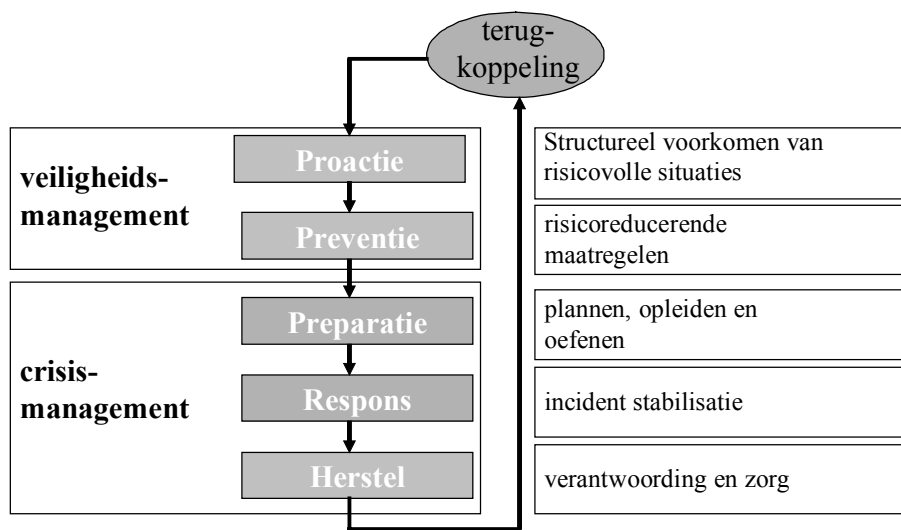 terug-
koppeling
veiligheids-
management
Proactie
Preventie
Structureel voorkomen van
risicovolle situaties
risicoreducerende
maatregelen
crisis-
management
Preparatie
Respons
Herstel
plannen, opleiden en
oefenen
incident stabilisatie
verantwoording en zorg